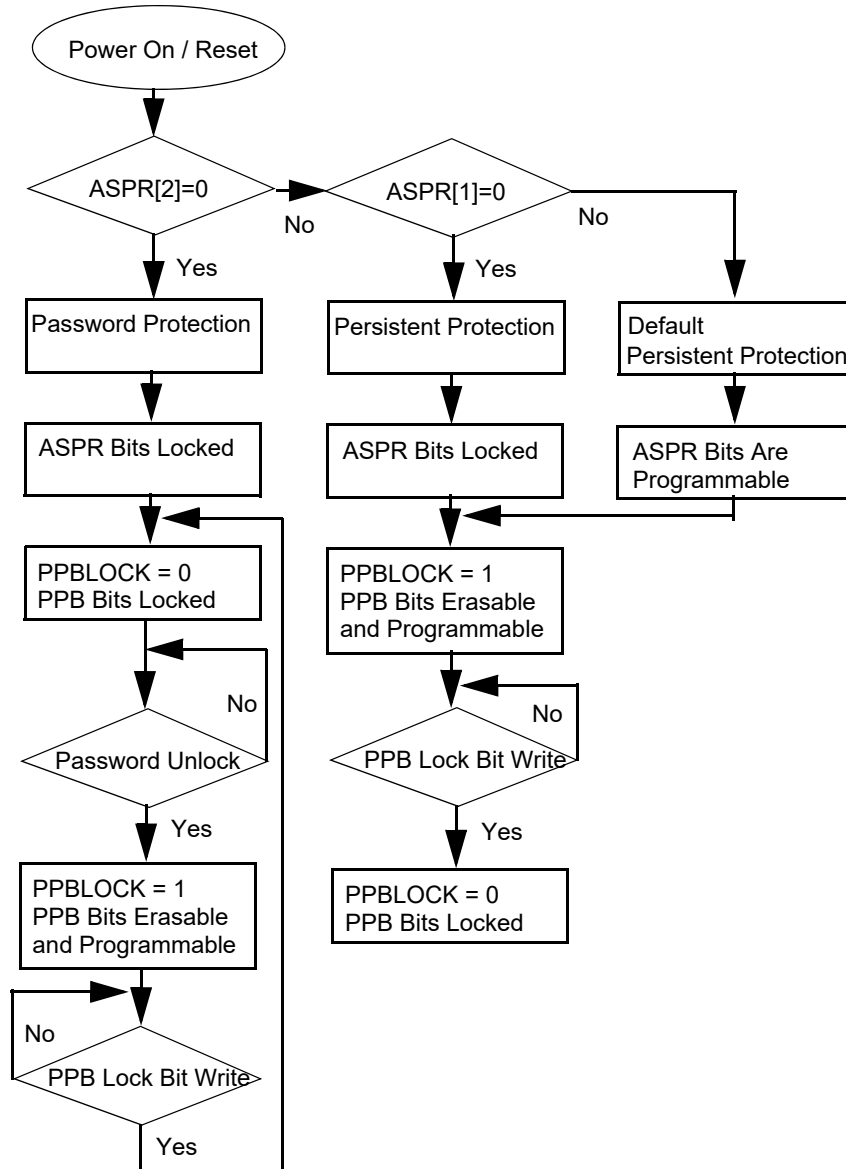 Power On / Reset
ASPR[2]=0
No
ASPR[1]=0
No
Yes
Yes
Password Protection
Persistent Protection
Default
Persistent Protection
ASPR Bits Locked
ASPR Bits Locked
ASPR Bits Are
Programmable
PPBLOCK = 0
PPB Bits Locked
PPBLOCK = 1
PPB Bits Erasable
and Programmable
No
Password Unlock
No
PPB Lock Bit Write
Yes
Yes
PPBLOCK = 1
PPB Bits Erasable
and Programmable
PPBLOCK = 0
PPB Bits Locked
No
PPB Lock Bit Write
Yes